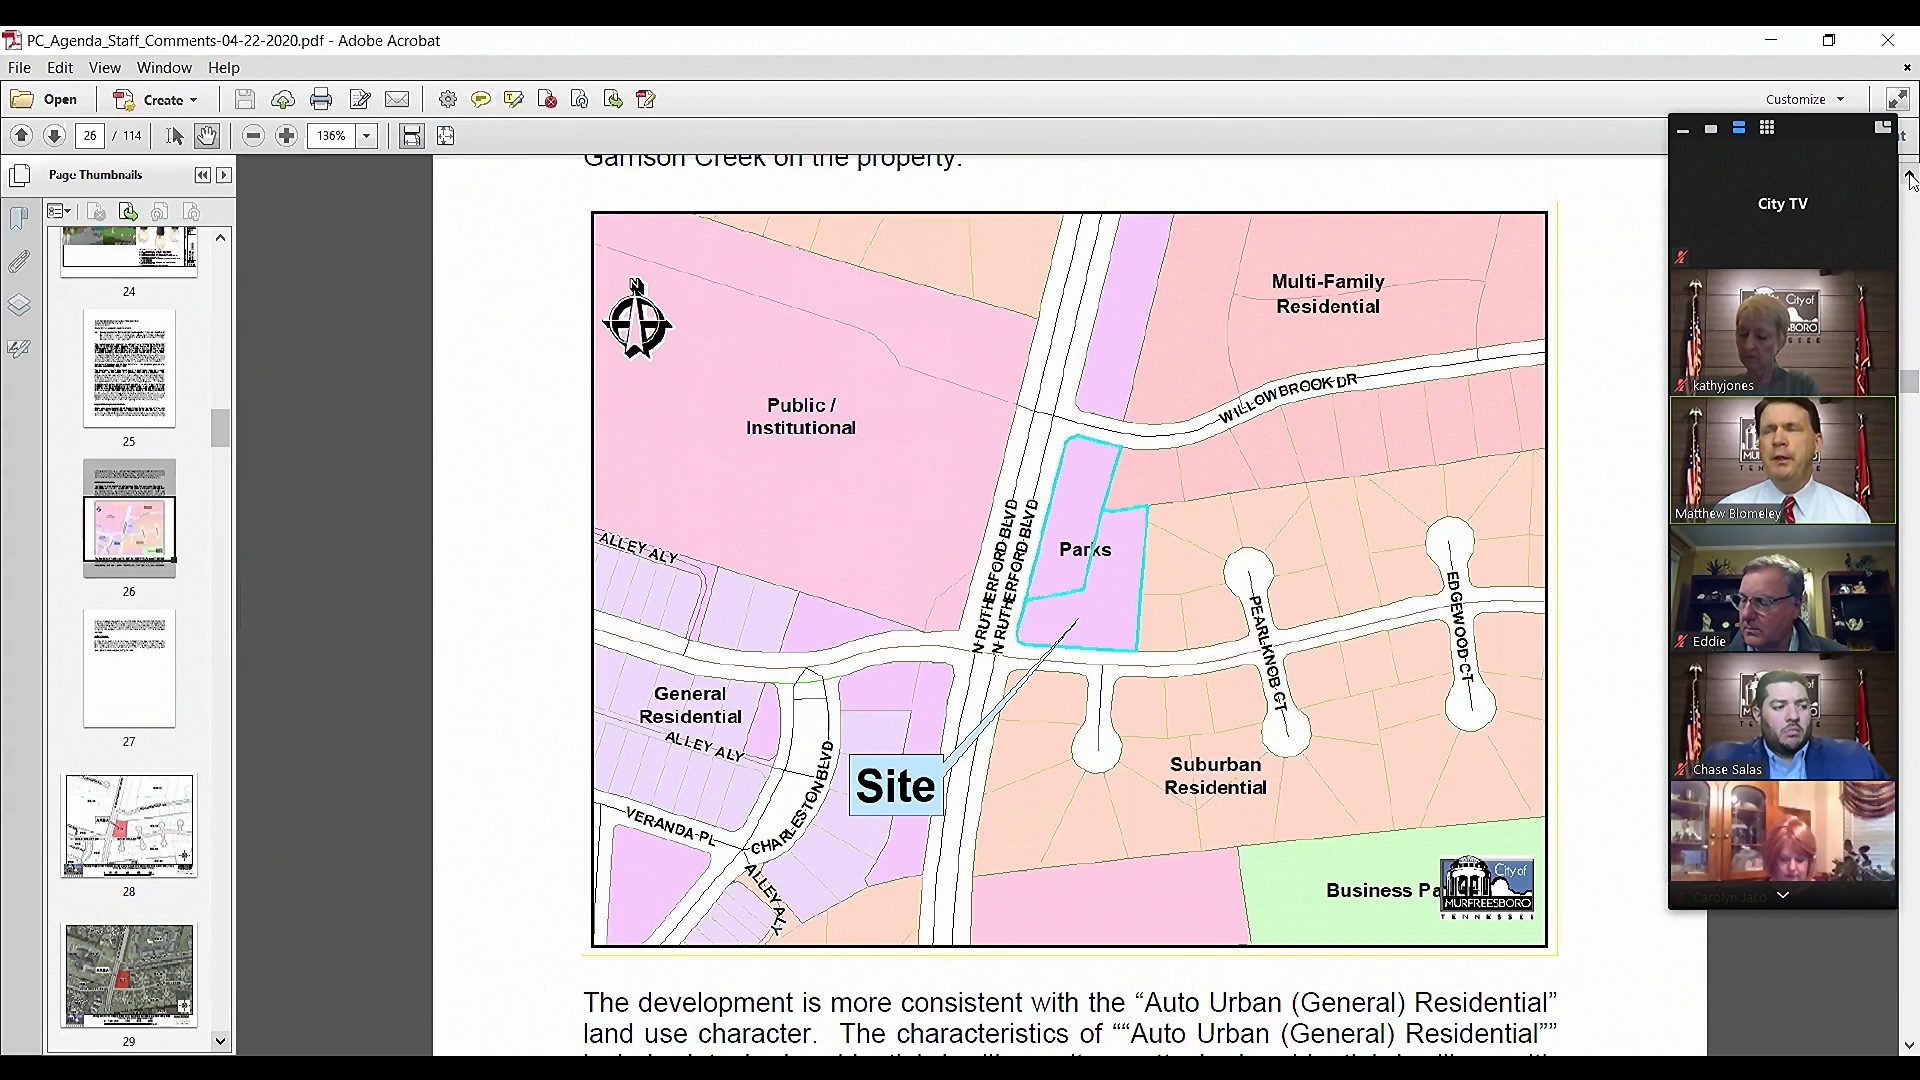 PC_Agenda_Staff_Comments-04-22-2020.pdf - Adobe Acrobat
File Edit View Window Help
Open Create Customize
26 / 114 136%
Page Thumbnails
24
25
26
27
28
29
Garrison Creek on the property.
N
Multi-Family
Residential
Public /
Institutional
WILLOWBROOK DR
Parks
N RUTHERFORD BLVD
N RUTHERFORD BLVD
ALLEY ALY
PEARLKNOB CT
EDGEWOOD CT
General
Residential
ALLEY ALY
CHARLESTON BLVD
Site
Suburban
Residential
VERANDA PL
ALLEY ALY
Business Pa
City of
MURFREESBORO
TENNESSEE
The development is more consistent with the “Auto Urban (General) Residential”
land use character. The characteristics of ““Auto Urban (General) Residential””
City TV
kathyjones
Matthew Blomeley
Eddie
Chase Salas
Carolyn Jaco